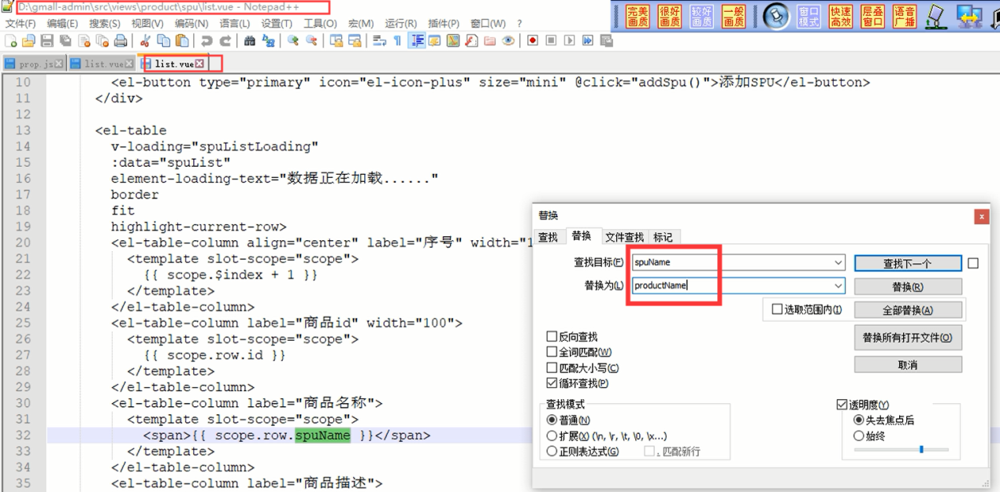 D:\gmall-admin\src\views\product\spu\list.vue - Notepad++
完美画质 很好画质 较好画质 一般画质 窗口模式 快速高效 层叠窗口 语音广播
文件(F) 编辑(E) 搜索(S) 视图(V) 编码(N) 语言(L) 设置(T) 工具(O) 宏(M) 运行(R) 插件(P) 窗口(W) ?
prop.js list.vue list.vue
10 <el-button type="primary" icon="el-icon-plus" size="mini" @click="addSpu()">添加SPU</el-button>
11 </div>
12
13 <el-table
14 v-loading="spuListLoading"
15 :data="spuList"
16 element-loading-text="数据正在加载......"
17 border
18 fit
19 highlight-current-row>
20 <el-table-column align="center" label="序号" width="1
21 <template slot-scope="scope">
22 {{ scope.$index + 1 }}
23 </template>
24 </el-table-column>
25 <el-table-column label="商品id" width="100">
26 <template slot-scope="scope">
27 {{ scope.row.id }}
28 </template>
29 </el-table-column>
30 <el-table-column label="商品名称">
31 <template slot-scope="scope">
32 <span>{{ scope.row.spuName }}</span>
33 </template>
34 </el-table-column>
35 <el-table-column label="商品描述">
替换
x
查找 替换 文件查找 标记
查找目标(F) spuName 查找下一个
替换为(L) productName 替换(R)
选取范围内(I) 全部替换(A)
反向查找 替换所有打开文件(O)
全词匹配(W)
匹配大小写(C) 取消
循环查找(P)
查找模式 透明度(Y)
普通(N) 失去焦点后
扩展(X) (\n, \r, \t, \0, \x...) 始终
正则表达式(G) . 匹配新行